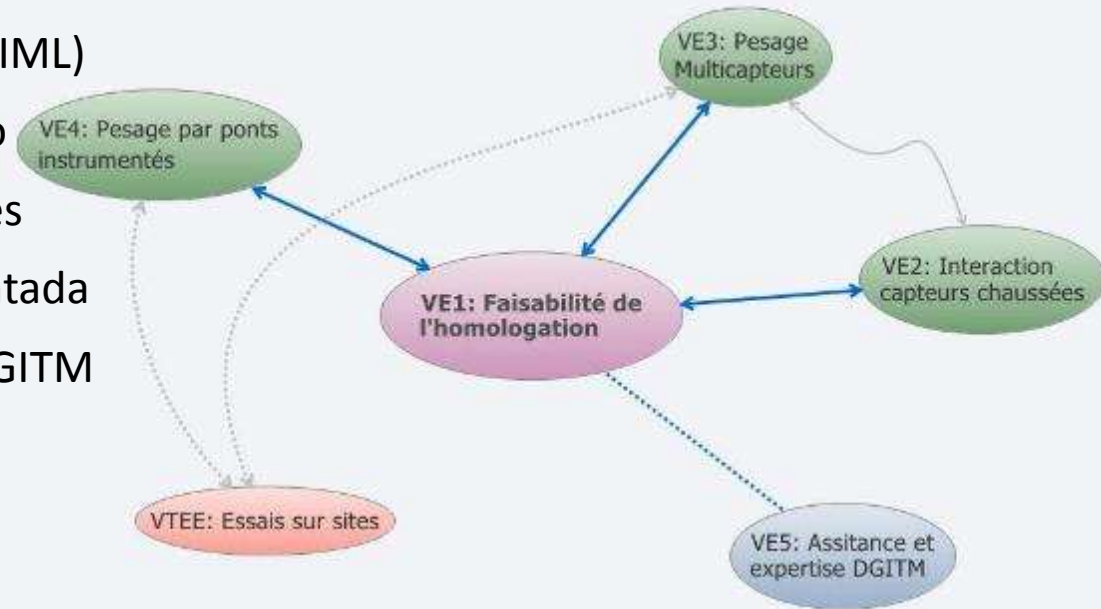 IML)
o
es
tada
GITM
VE3: Pesage
Multicapteurs
VE4: Pesage par ponts
instrumentés
VE2: Interaction
capteurs chaussées
VE1: Faisabilité de
l'homologation
VTEE: Essais sur sites
VE5: Assitance et
expertise DGITM